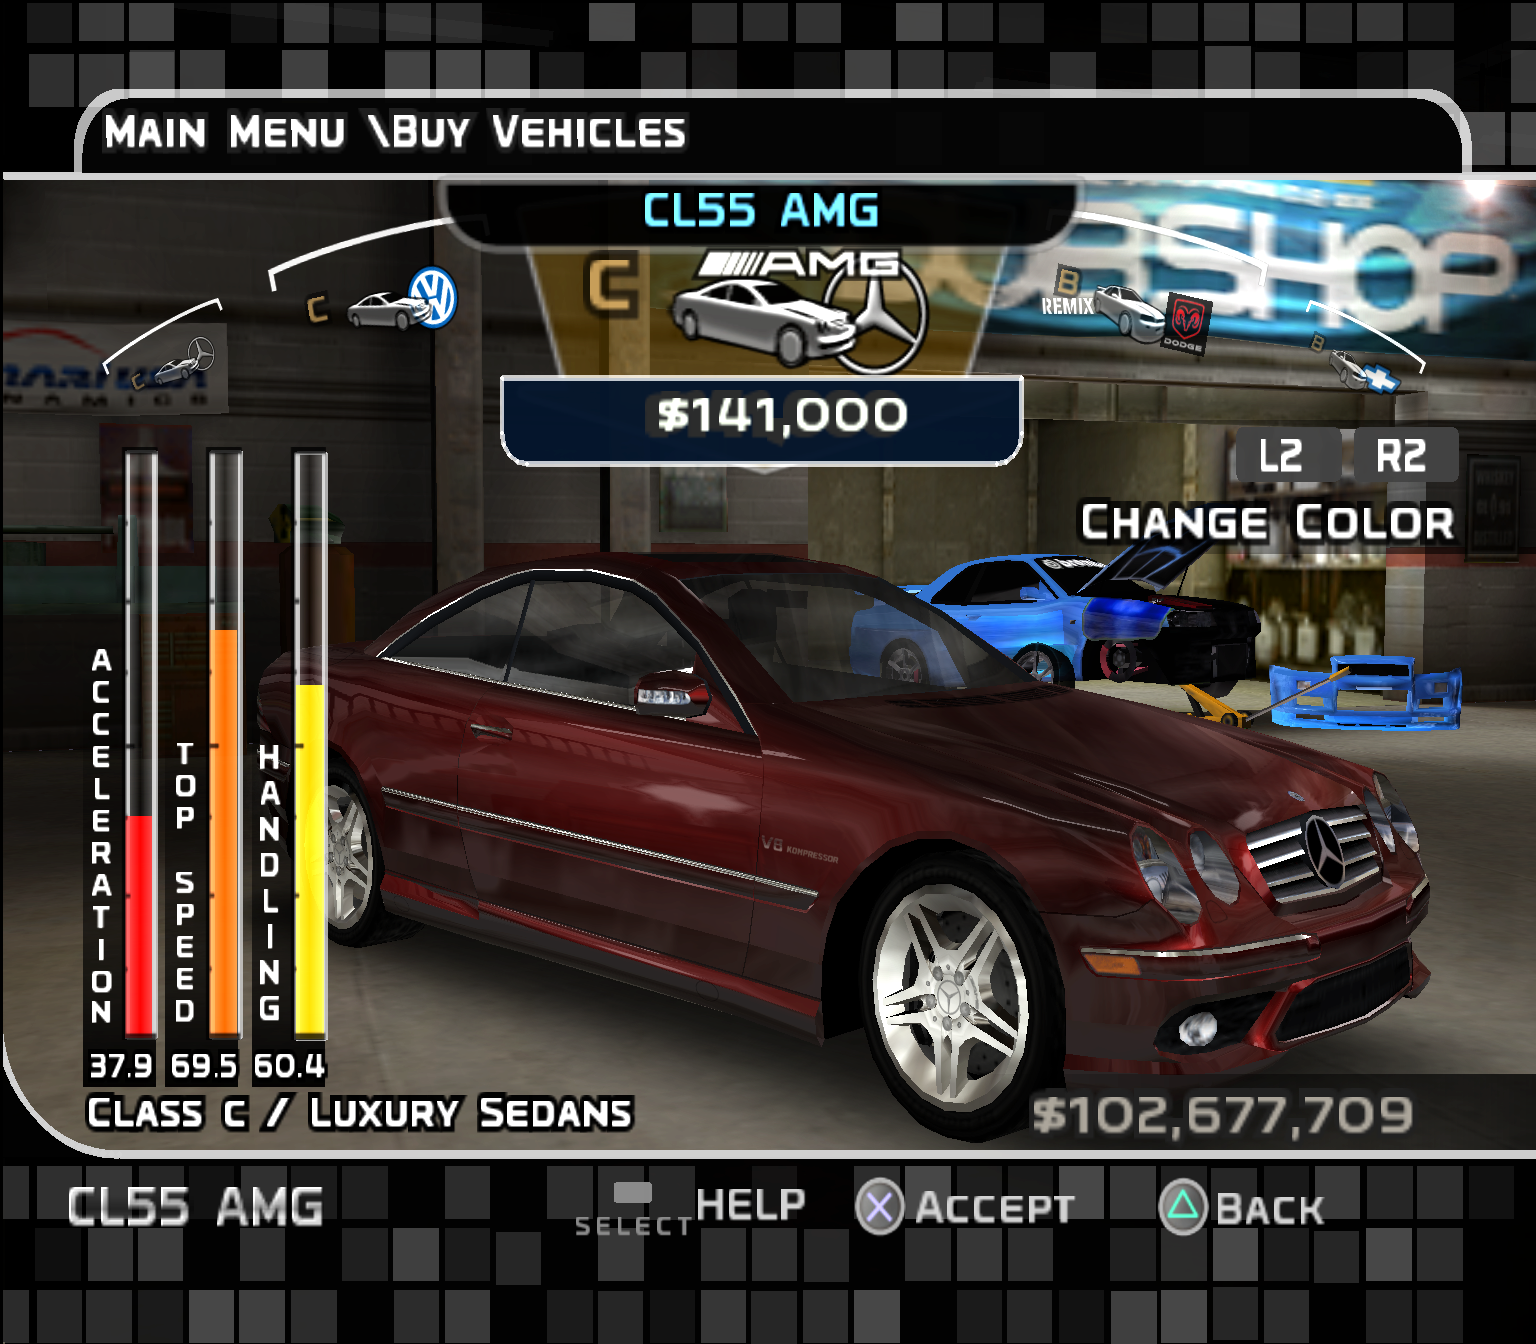 MAIN MENU \BUY VEHICLES
CL55 AMG
C
AMG
C
B
REMIX
DODGE
C
B
$141,000
L2 R2
CHANGE COLOR
ACCELERATION
TOP SPEED
HANDLING
V8 KOMPRESSOR
37.9 69.5 60.4
CLASS C / LUXURY SEDANS
$102,677,709
CL55 AMG
SELECT HELP
ACCEPT
BACK